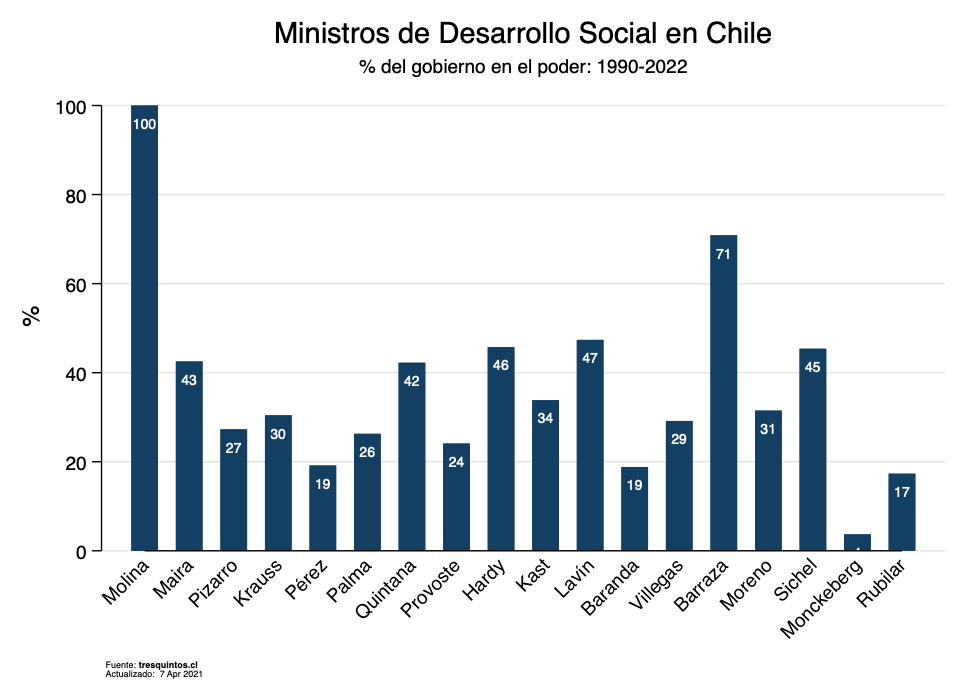 Ministros de Desarrollo Social en Chile
% del gobierno en el poder: 1990-2022
100
80
60
40
20
0
%
100
43
27
30
19
26
42
24
46
34
47
19
29
71
31
45
17
Molina
Maira
Pizarro
Krauss
Pérez
Palma
Quintana
Provoste
Hardy
Kast
Lavín
Baranda
Villegas
Barraza
Moreno
Sichel
Monckeberg
Rubilar
Fuente: tresquintos.cl
Actualizado: 7 Apr 2021